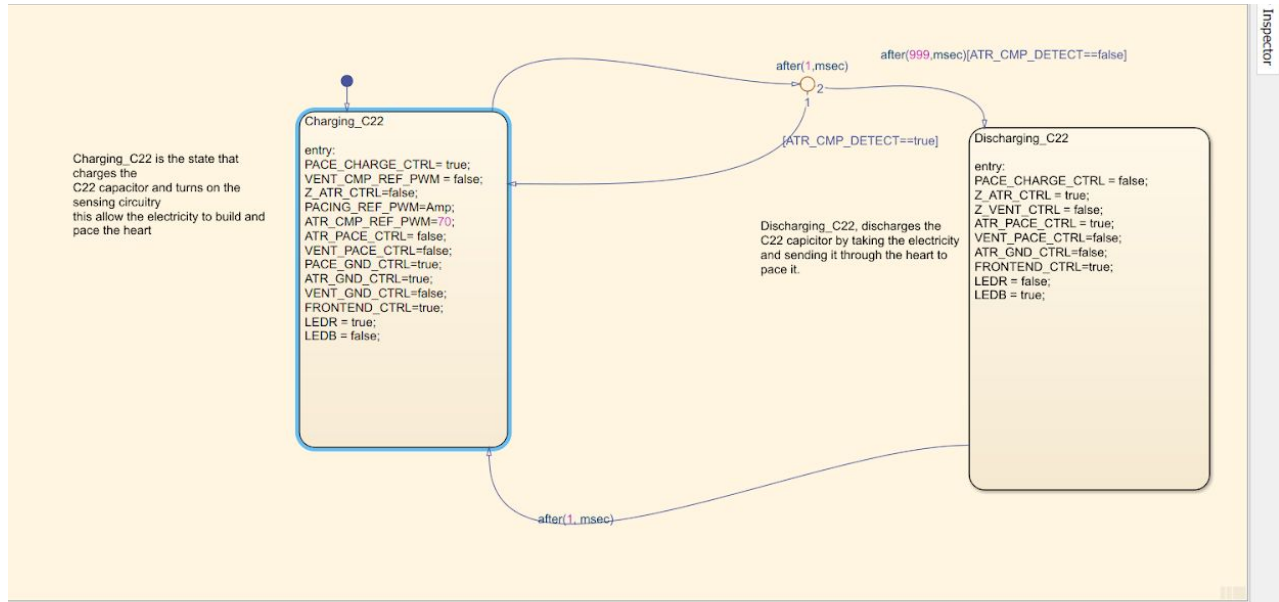 Inspector
after(999,msec)[ATR_CMP_DETECT==false]
after(1,msec)
2
1
[ATR_CMP_DETECT==true]
Charging_C22 is the state that
charges the
C22 capacitor and turns on the
sensing circuitry
this allow the electricity to build and
pace the heart
Charging_C22
entry:
PACE_CHARGE_CTRL= true;
VENT_CMP_REF_PWM = false;
Z_ATR_CTRL=false;
PACING_REF_PWM=Amp;
ATR_CMP_REF_PWM=70;
ATR_PACE_CTRL= false;
VENT_PACE_CTRL=false;
PACE_GND_CTRL=true;
ATR_GND_CTRL=true;
VENT_GND_CTRL=false;
FRONTEND_CTRL=true;
LEDR = true;
LEDB = false;
Discharging_C22, discharges the
C22 capicitor by taking the electricity
and sending it through the heart to
pace it.
Discharging_C22
entry:
PACE_CHARGE_CTRL = false;
Z_ATR_CTRL = true;
Z_VENT_CTRL = false;
ATR_PACE_CTRL = true;
VENT_PACE_CTRL=false;
ATR_GND_CTRL=false;
FRONTEND_CTRL=true;
LEDR = false;
LEDB = true;
after(1, msec)